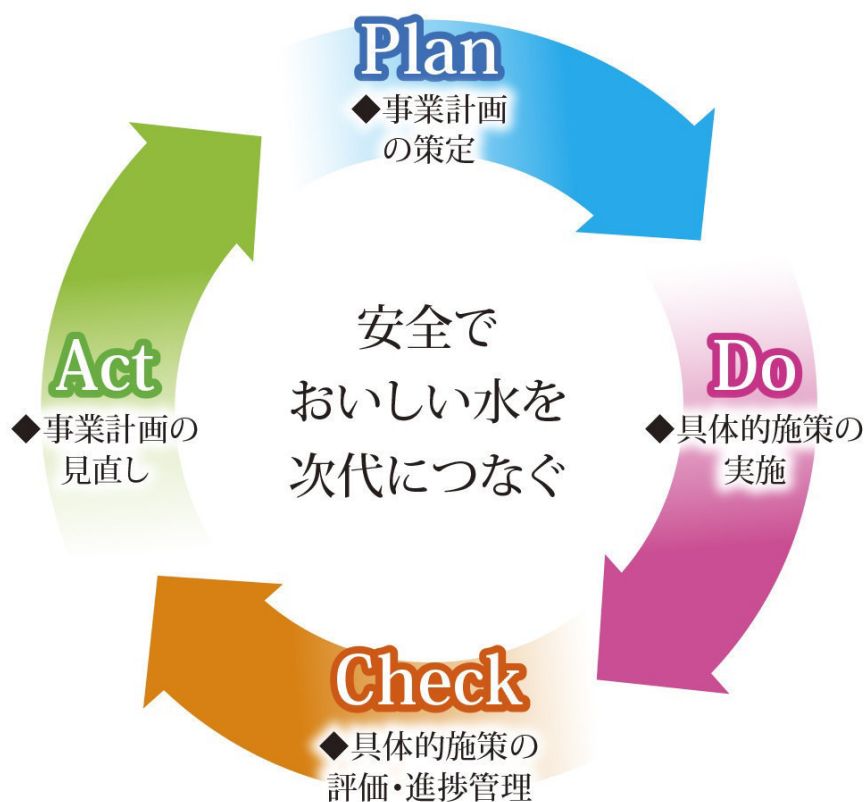 Plan
◆事業計画
の策定
Do
◆具体的施策の
実施
Check
◆具体的施策の
評価・進捗管理
Act
◆事業計画の
見直し
安全で
おいしい水を
次代につなぐ